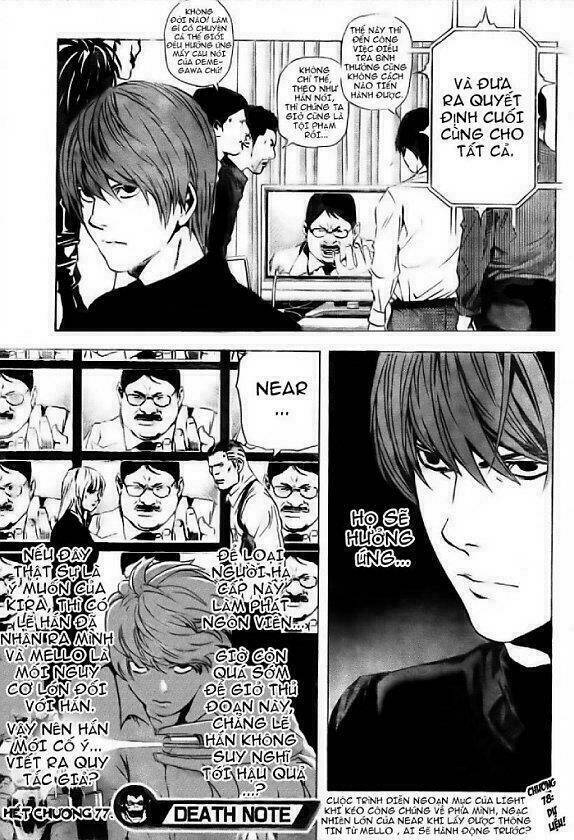 VÀ ĐƯA
RA QUYẾT
ĐỊNH CUỐI
CÙNG CHO
TẤT CẢ.
THẾ NÀY THÌ
ĐẾN CÔNG
VIỆC ĐIỀU TRA
BÌNH
THƯỜNG CŨNG
KHÔNG CÁCH
NÀO TIẾN
HÀNH ĐƯỢC.
KHÔNG
CHỈ THẾ,
THEO NHƯ
HẮN NÓI,
THÌ CHÚNG TA
GIỜ CŨNG LÀ
TỘI PHẠM
RỒI...
KHÔNG
ĐỜI NÀO! LÀM
GÌ CÓ CHUYỆN
CẢ THẾ GIỚI
ĐỀU HƯỞNG ỨNG
MẤY CÂU NÓI
CỦA DEME-
GAWA CHỨ!
HỌ SẼ
HƯỞNG
ỨNG...
NEAR
...
ĐỂ LOẠI
NGƯỜI HẠ
CẤP NÀY
LÀM PHÁT
NGÔN VIÊN...
GIỜ CÒN
QUÁ SỚM
ĐỂ GIỞ THỦ
ĐOẠN NÀY,
CHẲNG LẼ
HẮN KHÔNG
SUY NGHĨ
TỚI HẬU QUẢ
...?
NẾU ĐÂY
THẬT SỰ LÀ
Ý MUỐN CỦA
KIRA, THÌ CÓ
LẼ HẮN ĐÃ
NHẬN RA MÌNH
VÀ MELLO LÀ
MỐI NGUY
CƠ LỚN ĐỐI
VỚI HẮN.
VẬY NÊN HẮN
MỚI CỐ Ý...
VIẾT RA QUY
TẮC GIẢ?
HẾT CHƯƠNG 77.
DEATH NOTE
CUỘC TRÌNH DIỄN NGOẠN MỤC CỦA LIGHT
KHI KÉO CÔNG CHÚNG VỀ PHÍA MÌNH, NGẠC
NHIÊN LỚN CỦA NEAR KHI LẤY ĐƯỢC THÔNG
TIN TỪ MELLO , AI SẼ HÀNH ĐỘNG TRƯỚC?
CHƯƠNG
78:
DỰ
LIỆU!